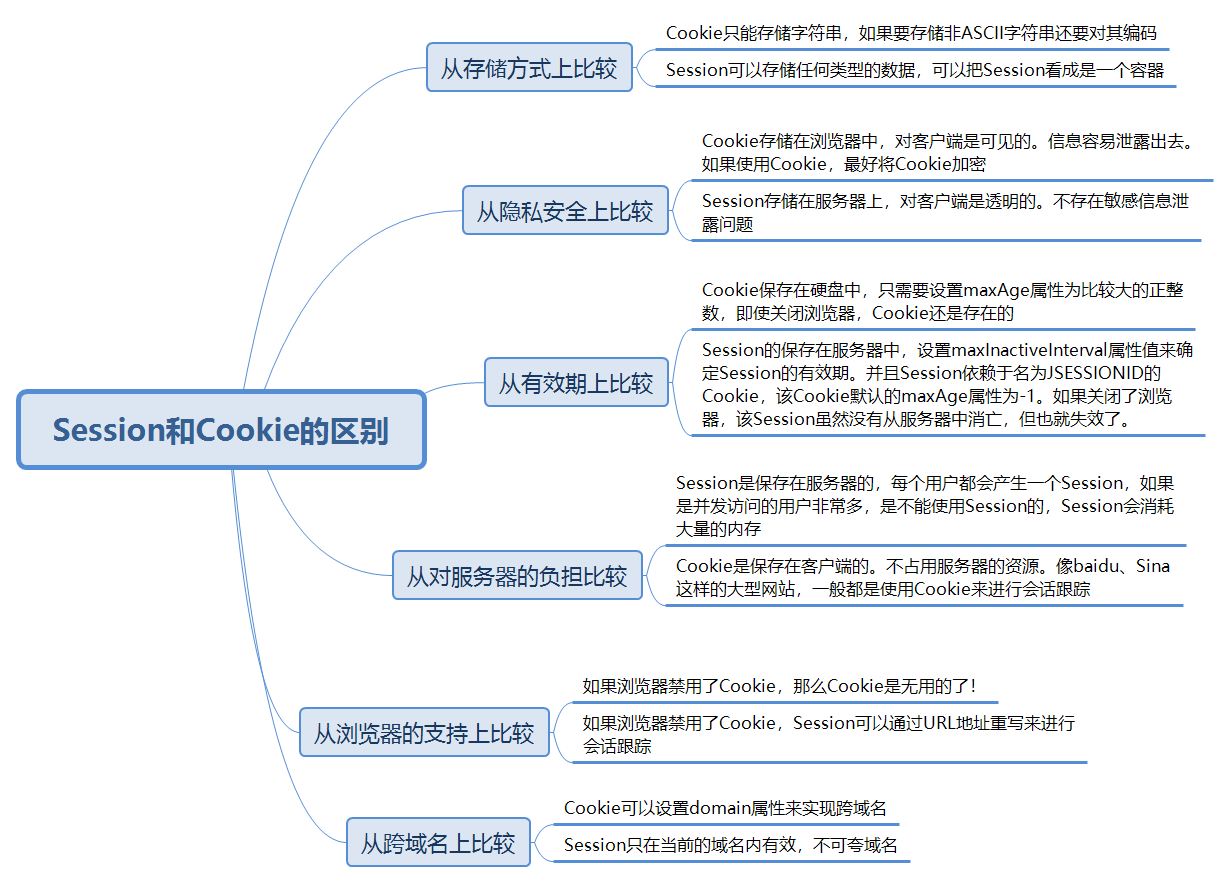 Cookie只能存储字符串，如果要存储非ASCII字符串还要对其编码
从存储方式上比较
Session可以存储任何类型的数据，可以把Session看成是一个容器
Cookie存储在浏览器中，对客户端是可见的。信息容易泄露出去。
如果使用Cookie，最好将Cookie加密
从隐私安全上比较
Session存储在服务器上，对客户端是透明的。不存在敏感信息泄
露问题
Cookie保存在硬盘中，只需要设置maxAge属性为比较大的正整
数，即使关闭浏览器，Cookie还是存在的
从有效期上比较
Session的保存在服务器中，设置maxInactiveInterval属性值来确
定Session的有效期。并且Session依赖于名为JSESSIONID的
Cookie，该Cookie默认的maxAge属性为-1。如果关闭了浏览
器，该Session虽然没有从服务器中消亡，但也就失效了。
Session和Cookie的区别
Session是保存在服务器的，每个用户都会产生一个Session，如果
是并发访问的用户非常多，是不能使用Session的，Session会消耗
大量的内存
从对服务器的负担比较
Cookie是保存在客户端的。不占用服务器的资源。像baidu、Sina
这样的大型网站，一般都是使用Cookie来进行会话跟踪
如果浏览器禁用了Cookie，那么Cookie是无用的了！
从浏览器的支持上比较
如果浏览器禁用了Cookie，Session可以通过URL地址重写来进行
会话跟踪
Cookie可以设置domain属性来实现跨域名
从跨域名上比较
Session只在当前的域名内有效，不可夸域名